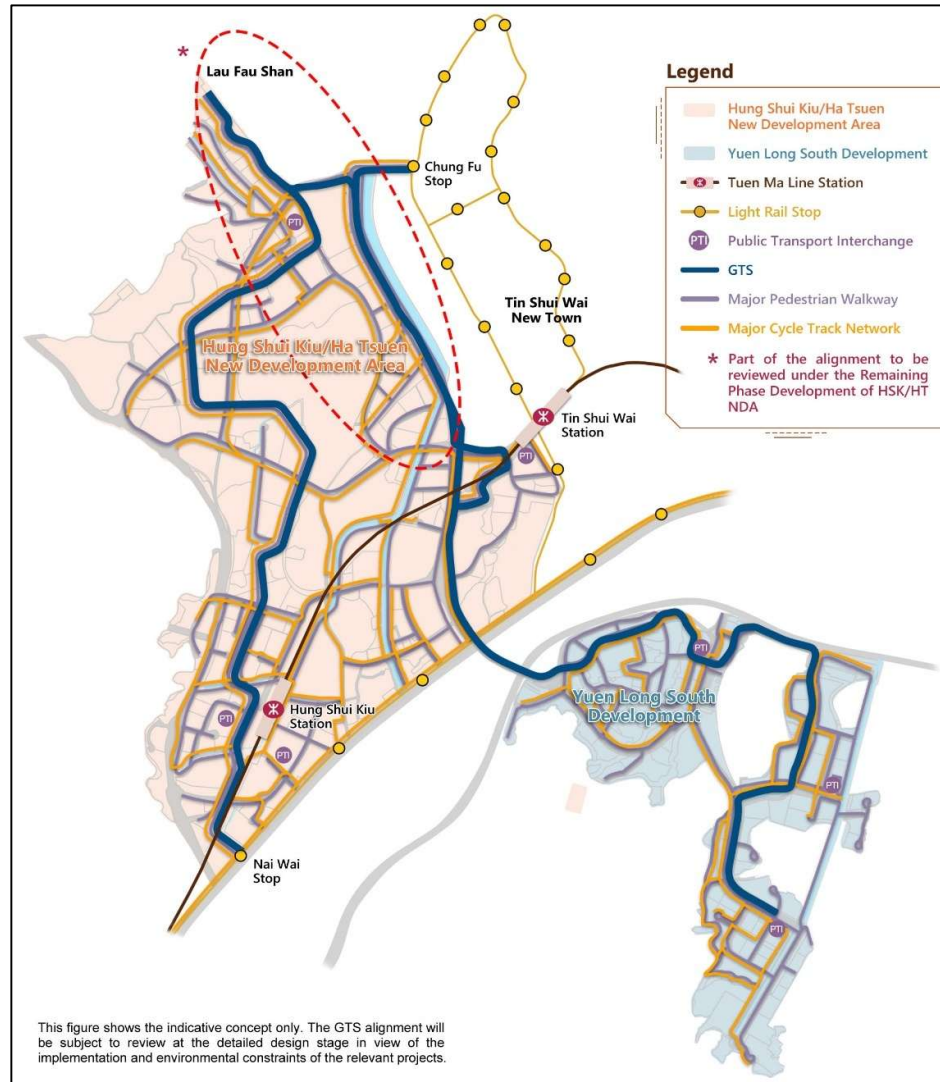 *
Lau Fau Shan
Chung Fu
Stop
PTI
Tin Shui Wai
New Town
Hung Shui Kiu/Ha Tsuen
New Development Area
Tin Shui Wai
Station
PTI
PTI
Yuen Long South
Development
Hung Shui Kiu
Station
PTI
PTI
PTI
PTI
Nai Wai
Stop
Legend
Hung Shui Kiu/Ha Tsuen
New Development Area
Yuen Long South Development
Tuen Ma Line Station
Light Rail Stop
PTI Public Transport Interchange
GTS
Major Pedestrian Walkway
Major Cycle Track Network
* Part of the alignment to be
reviewed under the Remaining
Phase Development of HSK/HT
NDA
This figure shows the indicative concept only. The GTS alignment will
be subject to review at the detailed design stage in view of the
implementation and environmental constraints of the relevant projects.